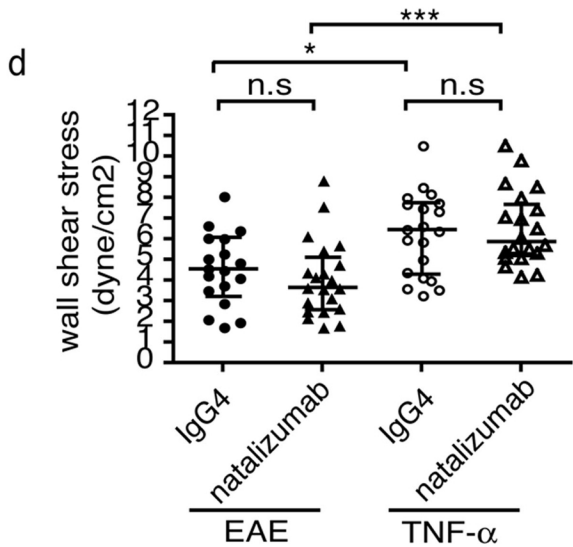 d
***
*
n.s
n.s
wall shear stress
(dyne/cm2)
12
11
10
9
8
7
6
5
4
3
2
1
0
IgG4
natalizumab
IgG4
natalizumab
EAE
TNF-α